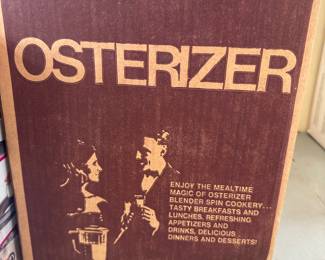 OSTERIZER
ENJOY THE MEALTIME
MAGIC OF OSTERIZER
BLENDER SPIN COOKERY...
TASTY BREAKFASTS AND
LUNCHES, REFRESHING
APPETIZERS AND
DRINKS, DELICIOUS
DINNERS AND DESSERTS!